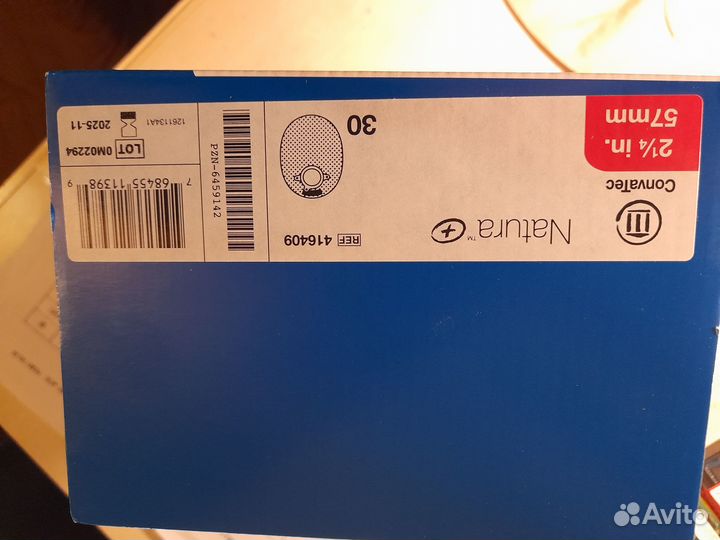 ConvaTec
2¼ in.
57mm
Natura™ +
REF 416409
30
PZN-6459142
7 68455 11398 9
LOT 0M02294
2025-11
1261134A1
Avito